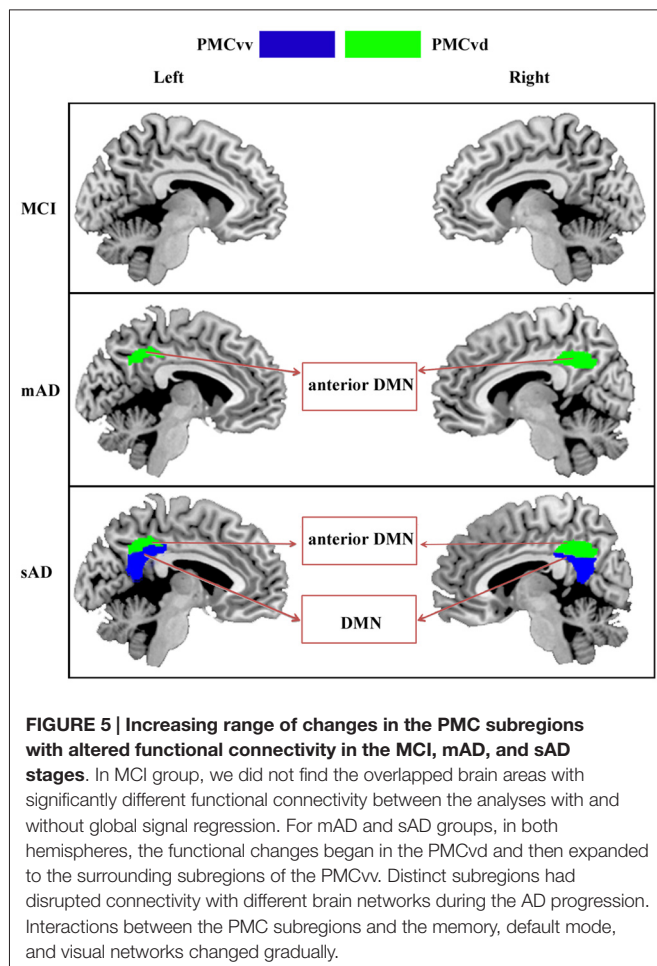 PMCvv PMCvd
Left Right
MCI
mAD
anterior DMN
sAD
anterior DMN
DMN
FIGURE 5 | Increasing range of changes in the PMC subregions
with altered functional connectivity in the MCI, mAD, and sAD
stages. In MCI group, we did not find the overlapped brain areas with
significantly different functional connectivity between the analyses with and
without global signal regression. For mAD and sAD groups, in both
hemispheres, the functional changes began in the PMCvd and then expanded
to the surrounding subregions of the PMCvv. Distinct subregions had
disrupted connectivity with different brain networks during the AD progression.
Interactions between the PMC subregions and the memory, default mode,
and visual networks changed gradually.